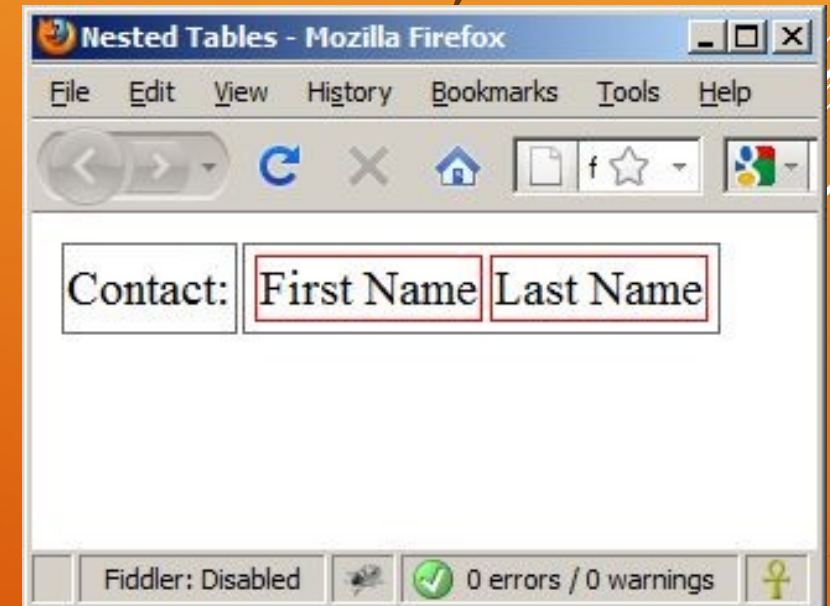 Nested Tables - Mozilla Firefox
File Edit View History Bookmarks Tools Help
f
Contact: First Name Last Name
Fiddler: Disabled 0 errors / 0 warnings